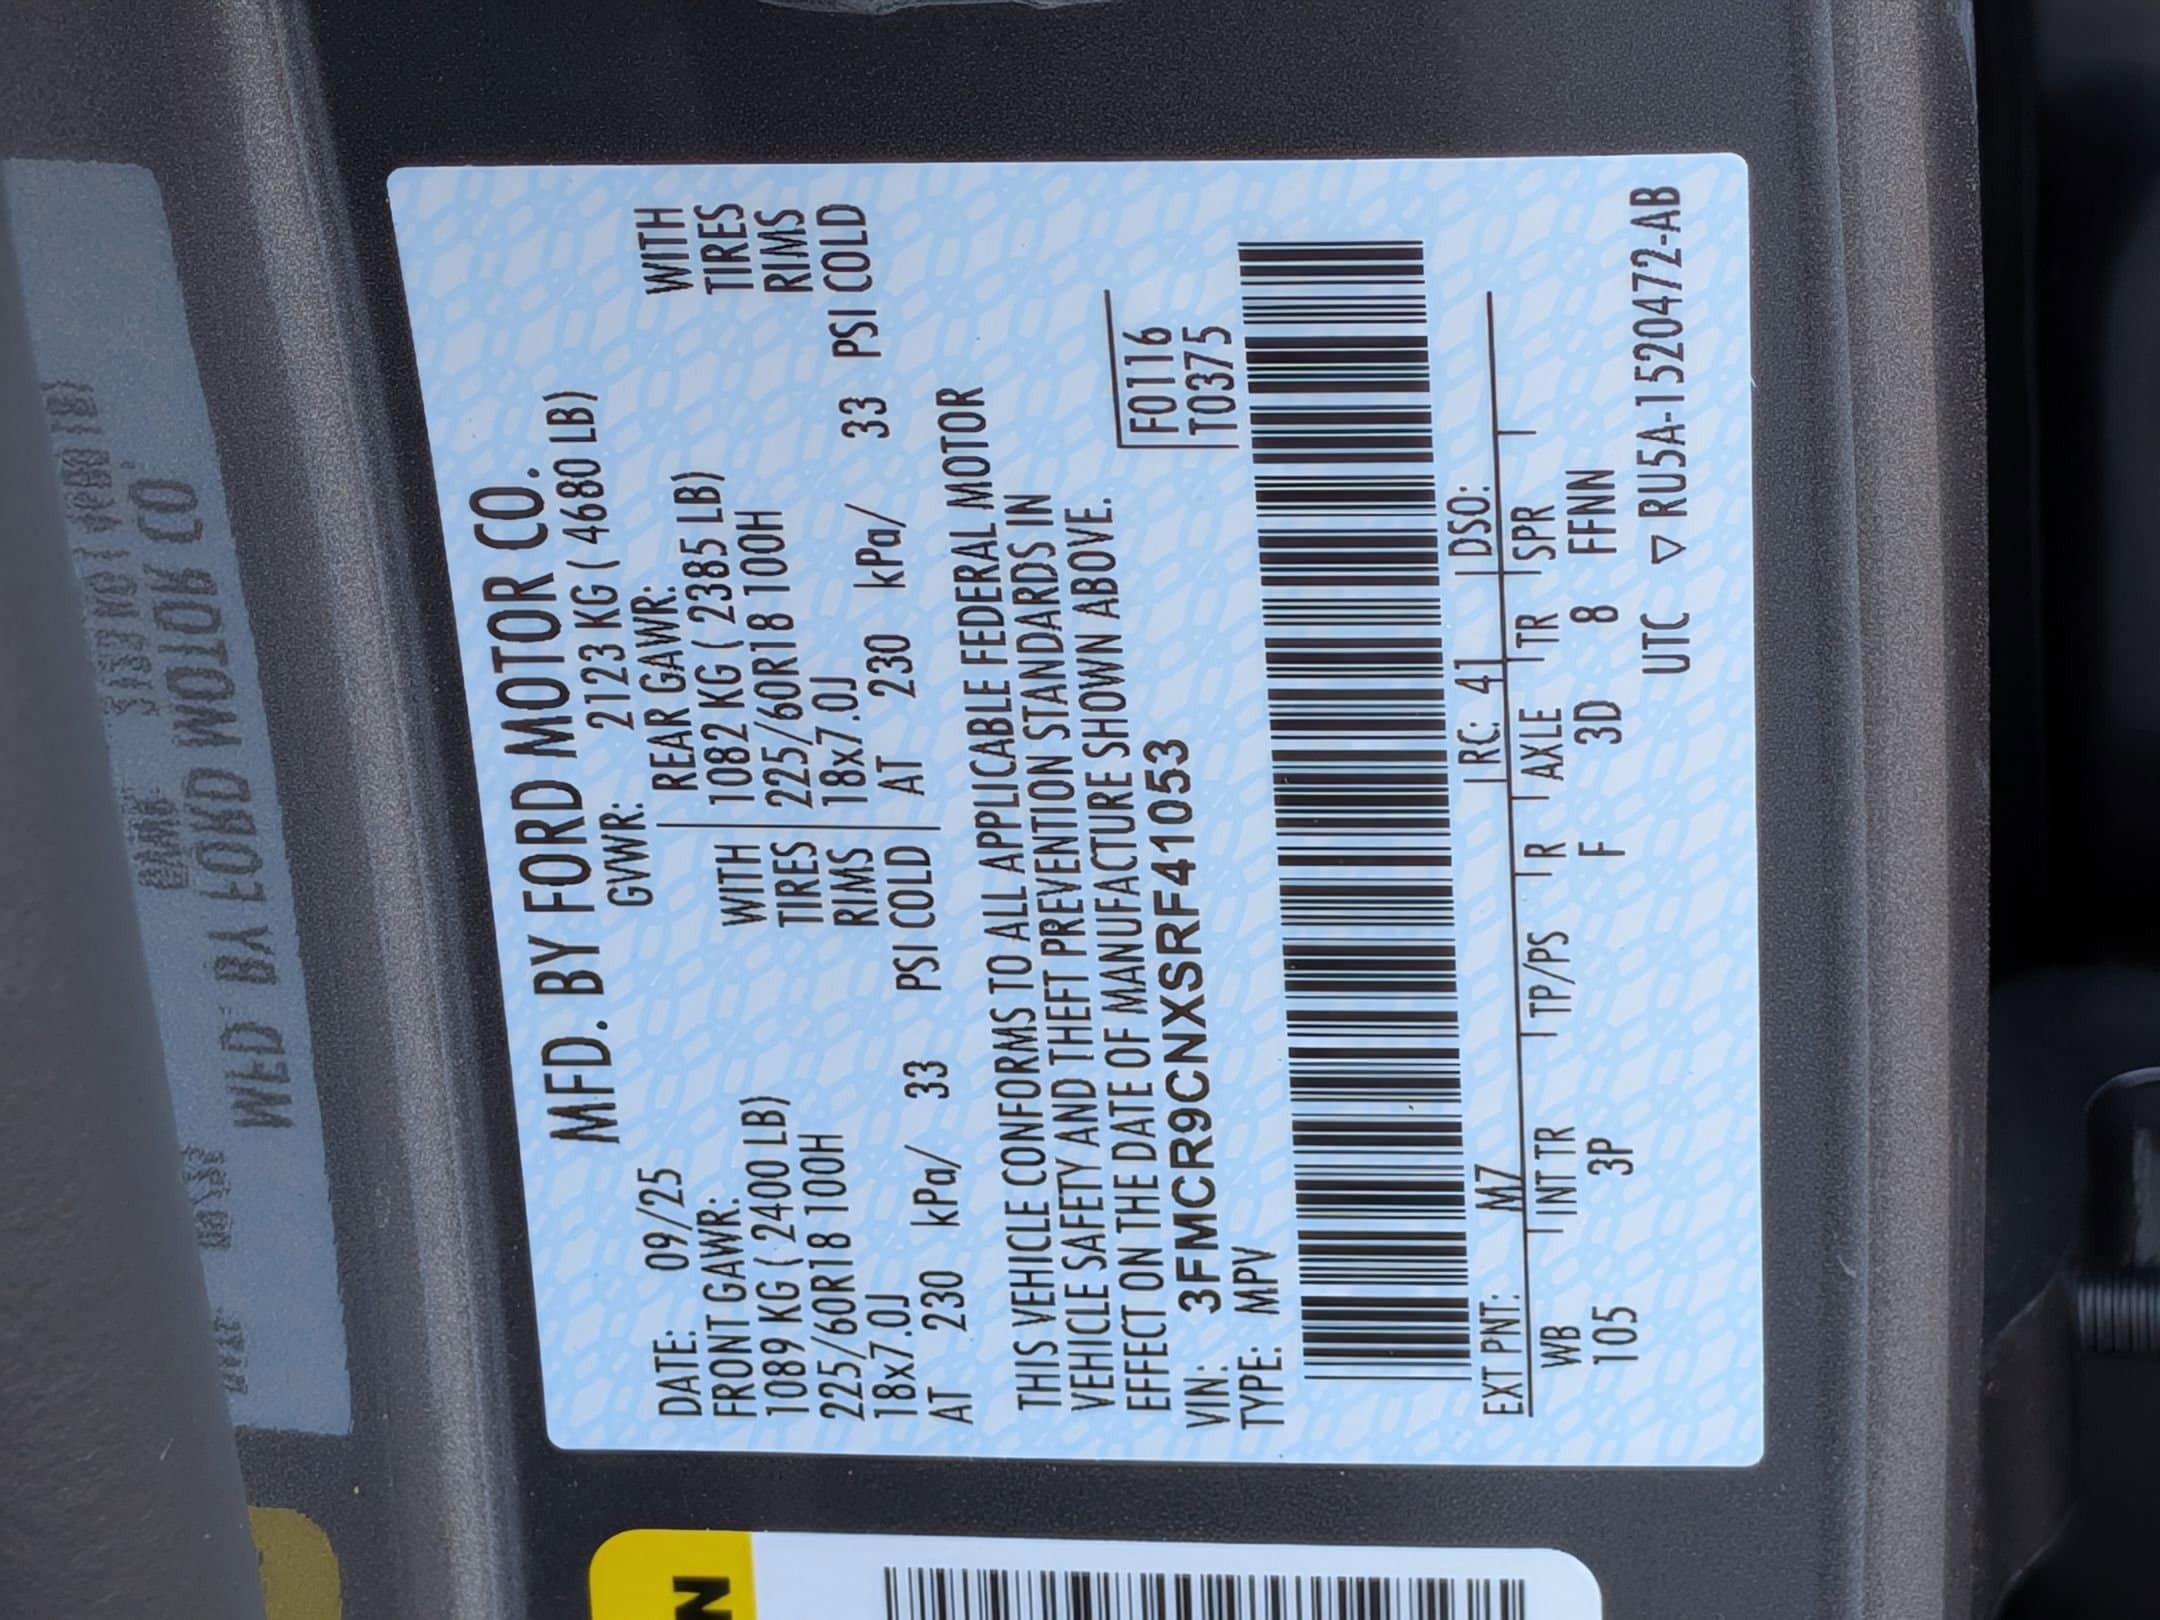 MFD. BY FORD MOTOR CO.
DATE: 09/25 GVWR: 2123 KG ( 4680 LB)
FRONT GAWR: REAR GAWR:
1089 KG ( 2400 LB) WITH 1082 KG ( 2385 LB) WITH
225/60R18 100H TIRES 225/60R18 100H TIRES
18x7.0J RIMS 18x7.0J RIMS
AT 230 kPa/ 33 PSI COLD AT 230 kPa/ 33 PSI COLD
THIS VEHICLE CONFORMS TO ALL APPLICABLE FEDERAL MOTOR
VEHICLE SAFETY AND THEFT PREVENTION STANDARDS IN
EFFECT ON THE DATE OF MANUFACTURE SHOWN ABOVE.
VIN: 3FMCR9CNXSRF41053 F0116
TYPE: MPV T0375
EXT PNT: M7 RC: 41 DSO:
WB INT TR TP/PS R AXLE TR SPR
105 3P F 3D 8 FFNN
UTC ▽ RU5A-1520472-AB
N